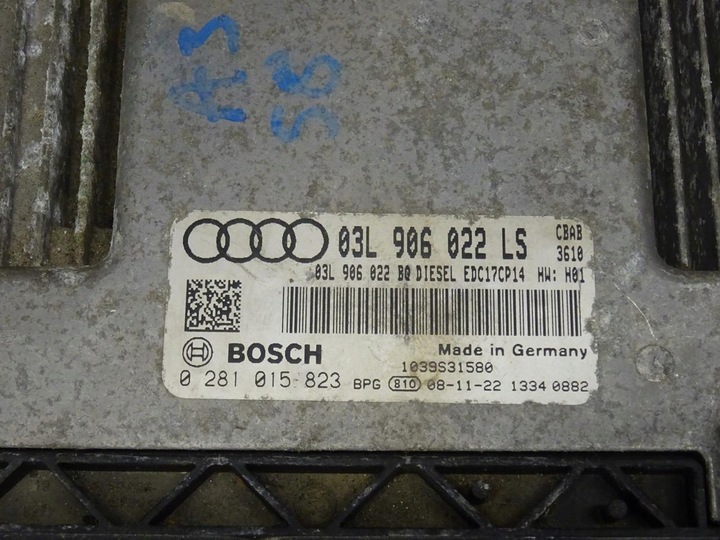 A3
56
03L 906 022 LS
CBAB
3610
03L 906 022 BQ DIESEL EDC17CP14 HW: H01
BOSCH
Made in Germany
1039S31580
0 281 015 823 BPG 810 08-11-22 1334 0882